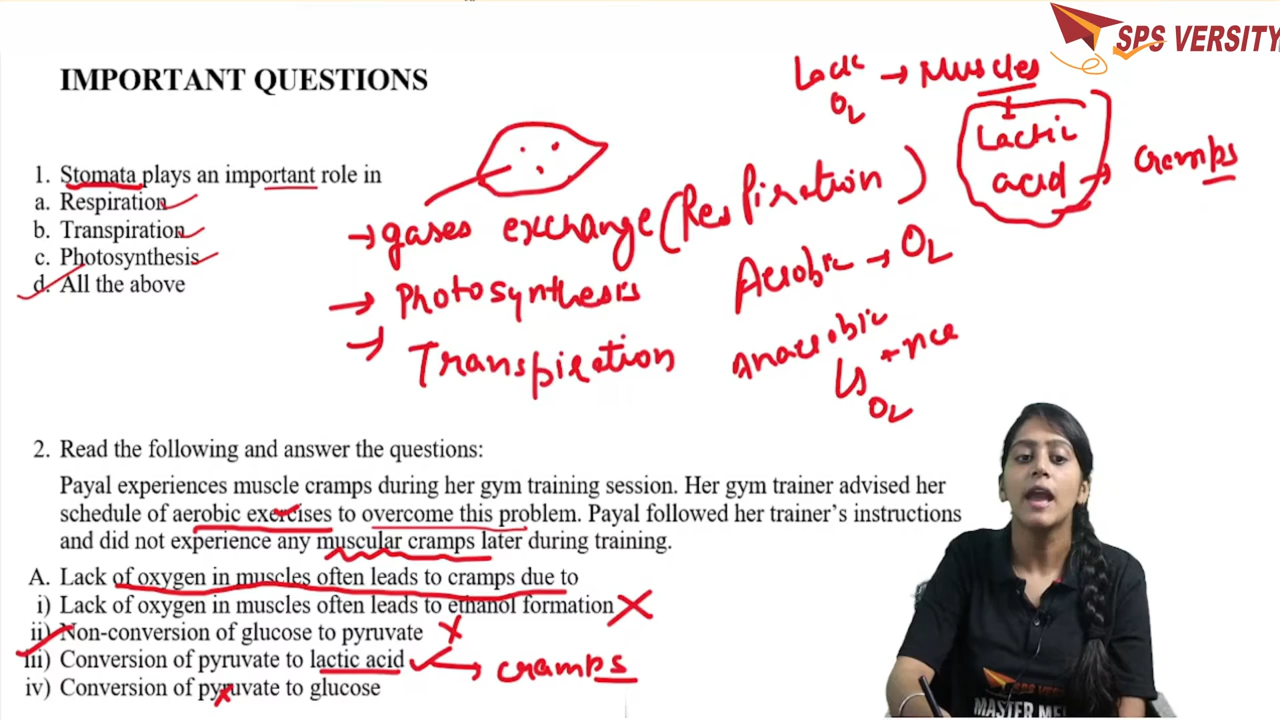 SPS VERSITY
IMPORTANT QUESTIONS
Lack → Muscles
O2
Lactic
acid → cramps
1. Stomata plays an important role in
a. Respiration
b. Transpiration
c. Photosynthesis
d. All the above
→ gases exchange (Respiration)
→ Photosynthesis
→ Transpiration
Aerobic → O2
Anaerobic
O2
2. Read the following and answer the questions:
Payal experiences muscle cramps during her gym training session. Her gym trainer advised her
schedule of aerobic exercises to overcome this problem. Payal followed her trainer's instructions
and did not experience any muscular cramps later during training.
A. Lack of oxygen in muscles often leads to cramps due to
i) Lack of oxygen in muscles often leads to ethanol formation
ii) Non-conversion of glucose to pyruvate
iii) Conversion of pyruvate to lactic acid → cramps
iv) Conversion of pyruvate to glucose
SPS VERSITY